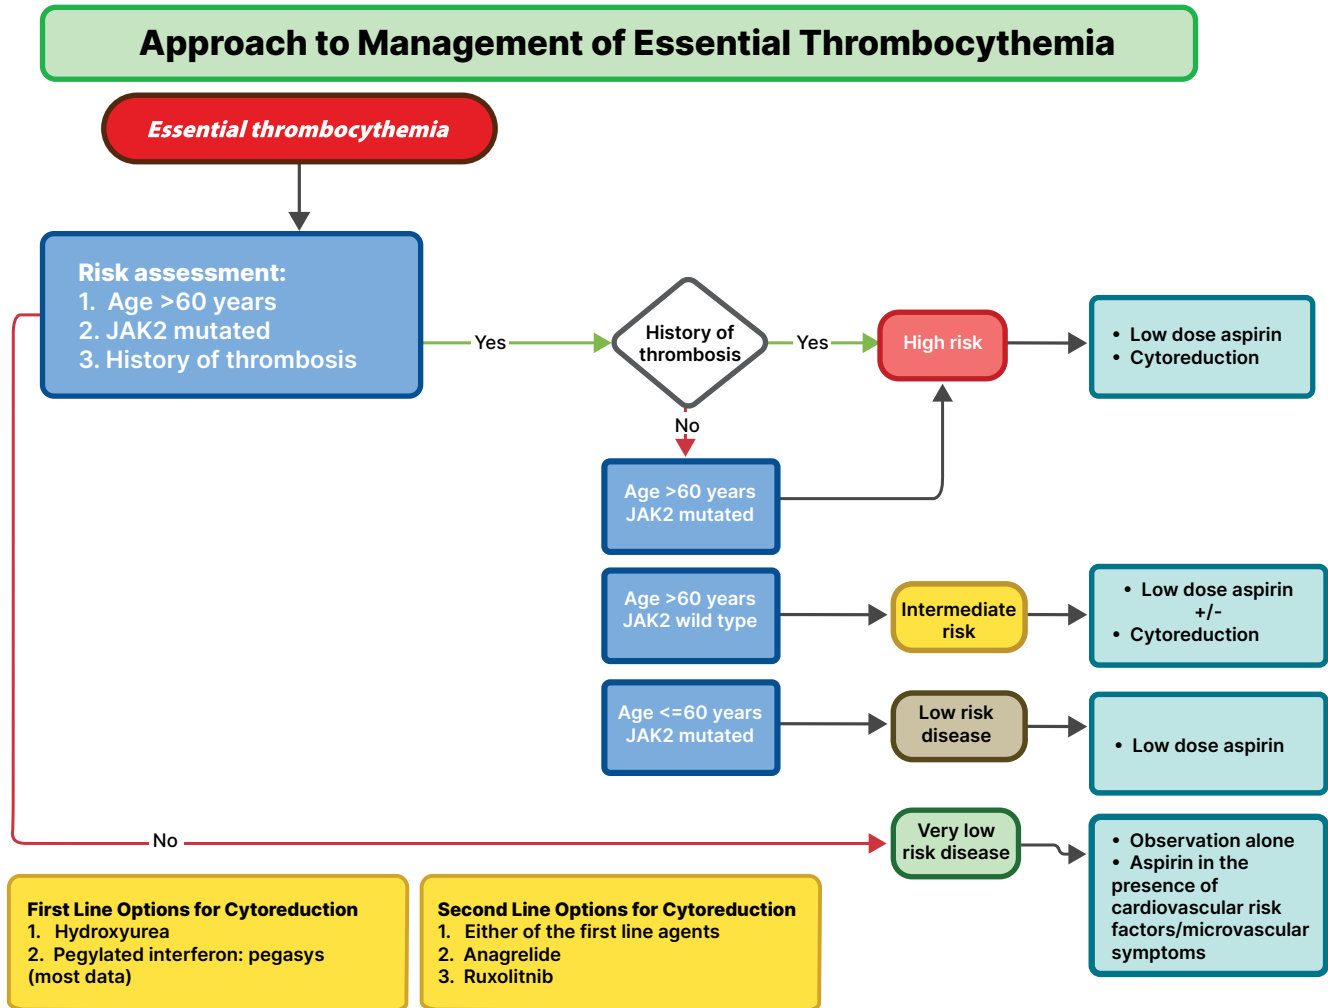 Approach to Management of Essential Thrombocythemia
Essential thrombocythemia
Risk assessment:
1. Age >60 years
2. JAK2 mutated
3. History of thrombosis
Yes
History of
thrombosis
Yes
High risk
• Low dose aspirin
• Cytoreduction
No
Age >60 years
JAK2 mutated
Age >60 years
JAK2 wild type
Intermediate
risk
• Low dose aspirin
+/-
• Cytoreduction
Age <=60 years
JAK2 mutated
Low risk
disease
• Low dose aspirin
No
Very low
risk disease
• Observation alone
• Aspirin in the
presence of
cardiovascular risk
factors/microvascular
symptoms
First Line Options for Cytoreduction
1. Hydroxyurea
2. Pegylated interferon: pegasys
(most data)
Second Line Options for Cytoreduction
1. Either of the first line agents
2. Anagrelide
3. Ruxolitnib